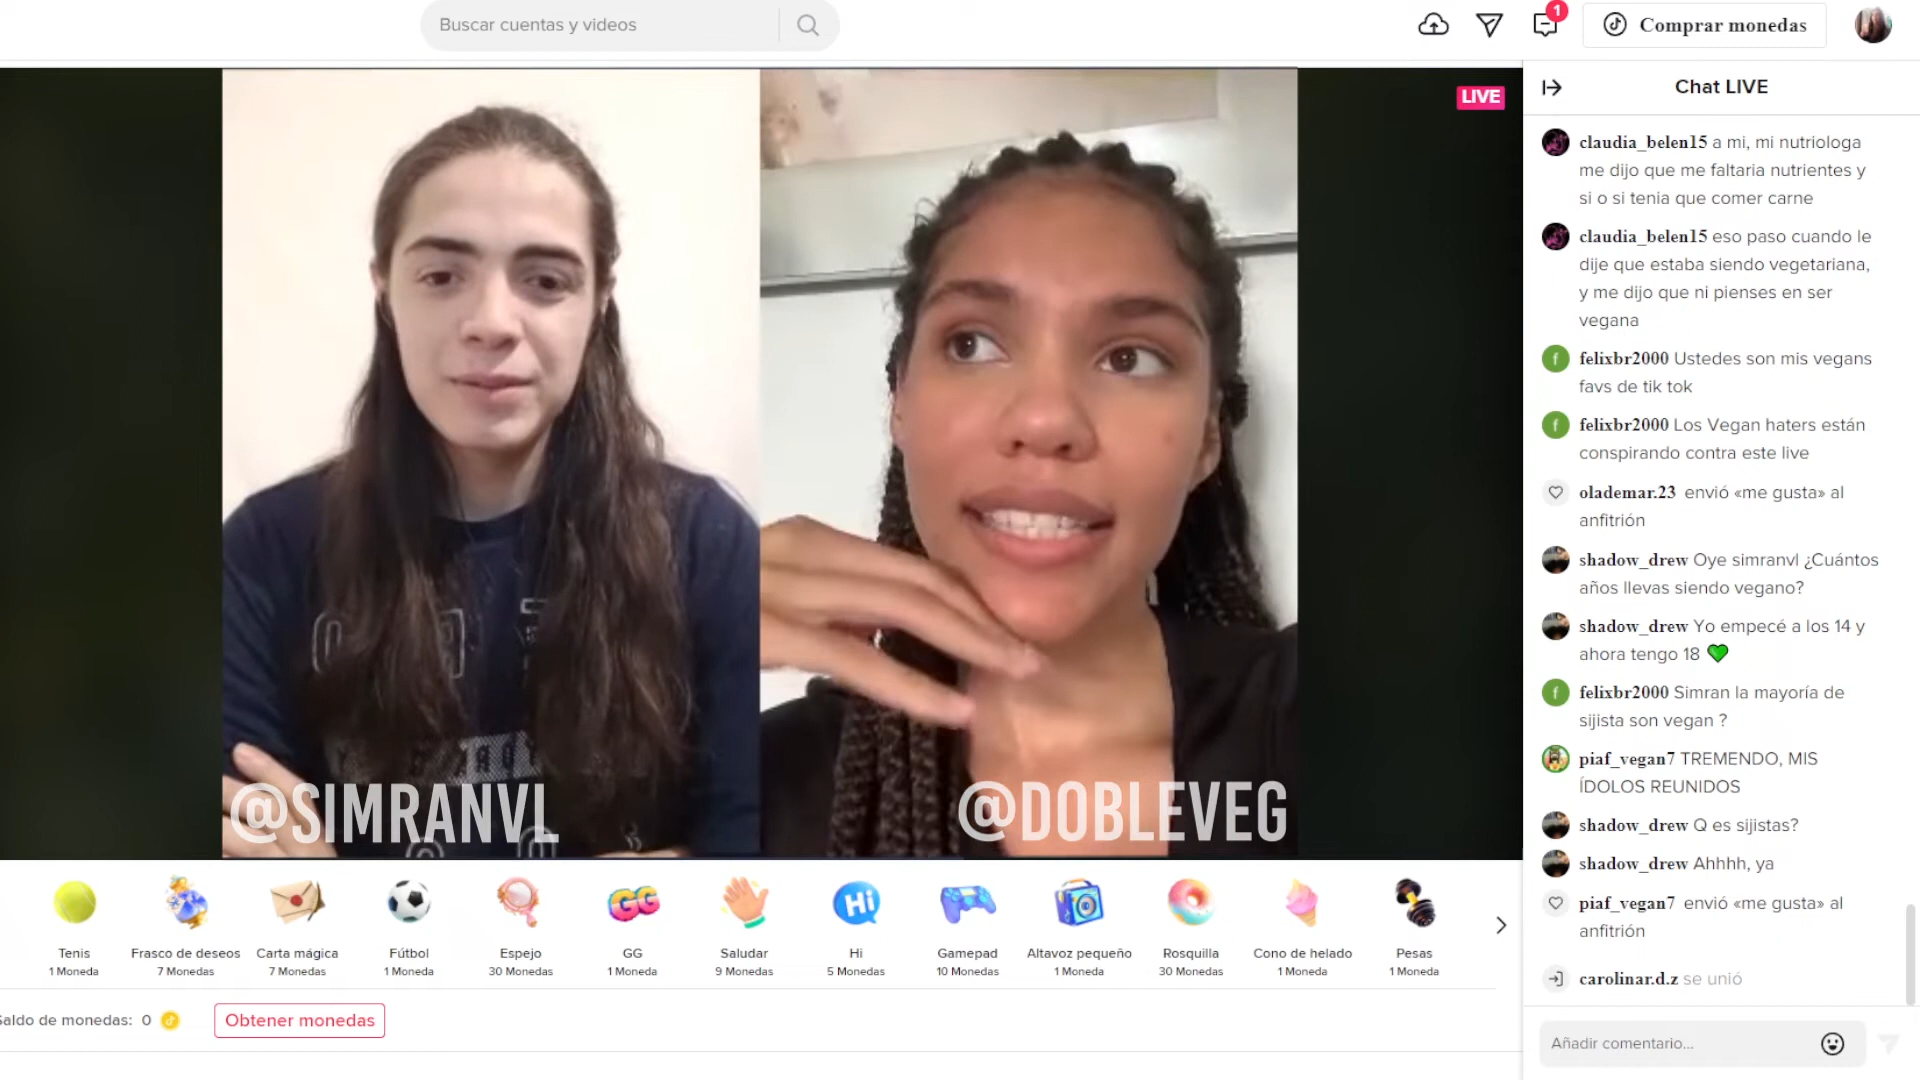 Buscar cuentas y videos
1
Comprar monedas
LIVE
Chat LIVE
claudia_belen15 a mi, mi nutriologa
me dijo que me faltaria nutrientes y
si o si tenia que comer carne
claudia_belen15 eso paso cuando le
dije que estaba siendo vegetariana,
y me dijo que ni pienses en ser
vegana
f felixbr2000 Ustedes son mis vegans
favs de tik tok
f felixbr2000 Los Vegan haters están
conspirando contra este live
olademar.23 envió «me gusta» al
anfitrión
shadow_drew Oye simranvl ¿Cuántos
años llevas siendo vegano?
shadow_drew Yo empecé a los 14 y
ahora tengo 18 💚
f felixbr2000 Simran la mayoría de
sijista son vegan ?
piaf_vegan7 TREMENDO, MIS
ÍDOLOS REUNIDOS
shadow_drew Q es sijistas?
shadow_drew Ahhhh, ya
piaf_vegan7 envió «me gusta» al
anfitrión
carolinar.d.z se unió
Añadir comentario...
@SIMRANVL
@DOBLEVEG
GG
Hi
Tenis
1 Moneda
Frasco de deseos
7 Monedas
Carta mágica
7 Monedas
Fútbol
1 Moneda
Espejo
30 Monedas
GG
1 Moneda
Saludar
9 Monedas
Hi
5 Monedas
Gamepad
10 Monedas
Altavoz pequeño
1 Moneda
Rosquilla
30 Monedas
Cono de helado
1 Moneda
Pesas
1 Moneda
Saldo de monedas: 0
Obtener monedas